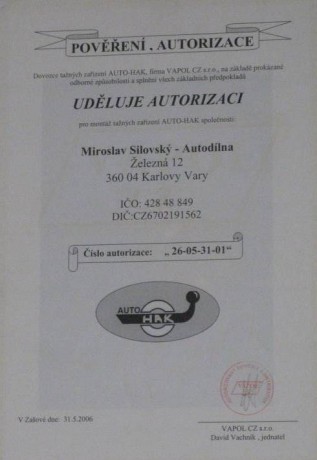 POVĚŘENÍ , AUTORIZACE
Dovozce tažných zařízení AUTO-HAK, firma VAPOL CZ s.r.o., na základě prokázané
odborné způsobilosti a splnění všech základních předpokladů
UDĚLUJE AUTORIZACI
pro montáž tažných zařízení AUTO-HAK společnosti:
Miroslav Silovský - Autodílna
Železná 12
360 04 Karlovy Vary
IČO: 428 48 849
DIČ:CZ6702191562
Číslo autorizace: „ 26-05-31-01“
AUTO
HAK
V Žatově dne: 31.5.2006
VAPOL CZ s.r.o.
David Vachník , jednatel